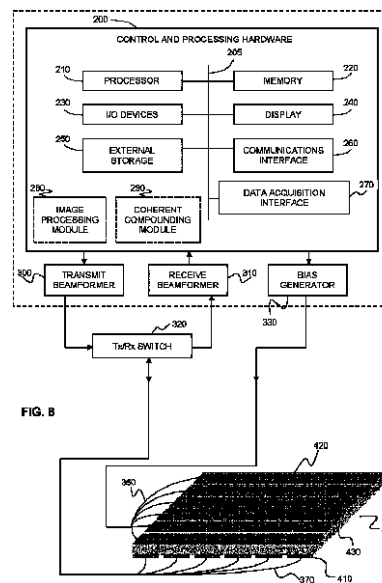 200
CONTROL AND PROCESSING HARDWARE
205
210 PROCESSOR
MEMORY 220
230 I/O DEVICES
DISPLAY 240
250 EXTERNAL STORAGE
COMMUNICATIONS INTERFACE 260
DATA ACQUISITION INTERFACE 270
280 IMAGE PROCESSING MODULE
290 COHERENT COMPOUNDING MODULE
300 TRANSMIT BEAMFORMER
RECEIVE BEAMFORMER 310
BIAS GENERATOR
330
320
Tx/Rx SWITCH
FIG. 8
420
430
410
370